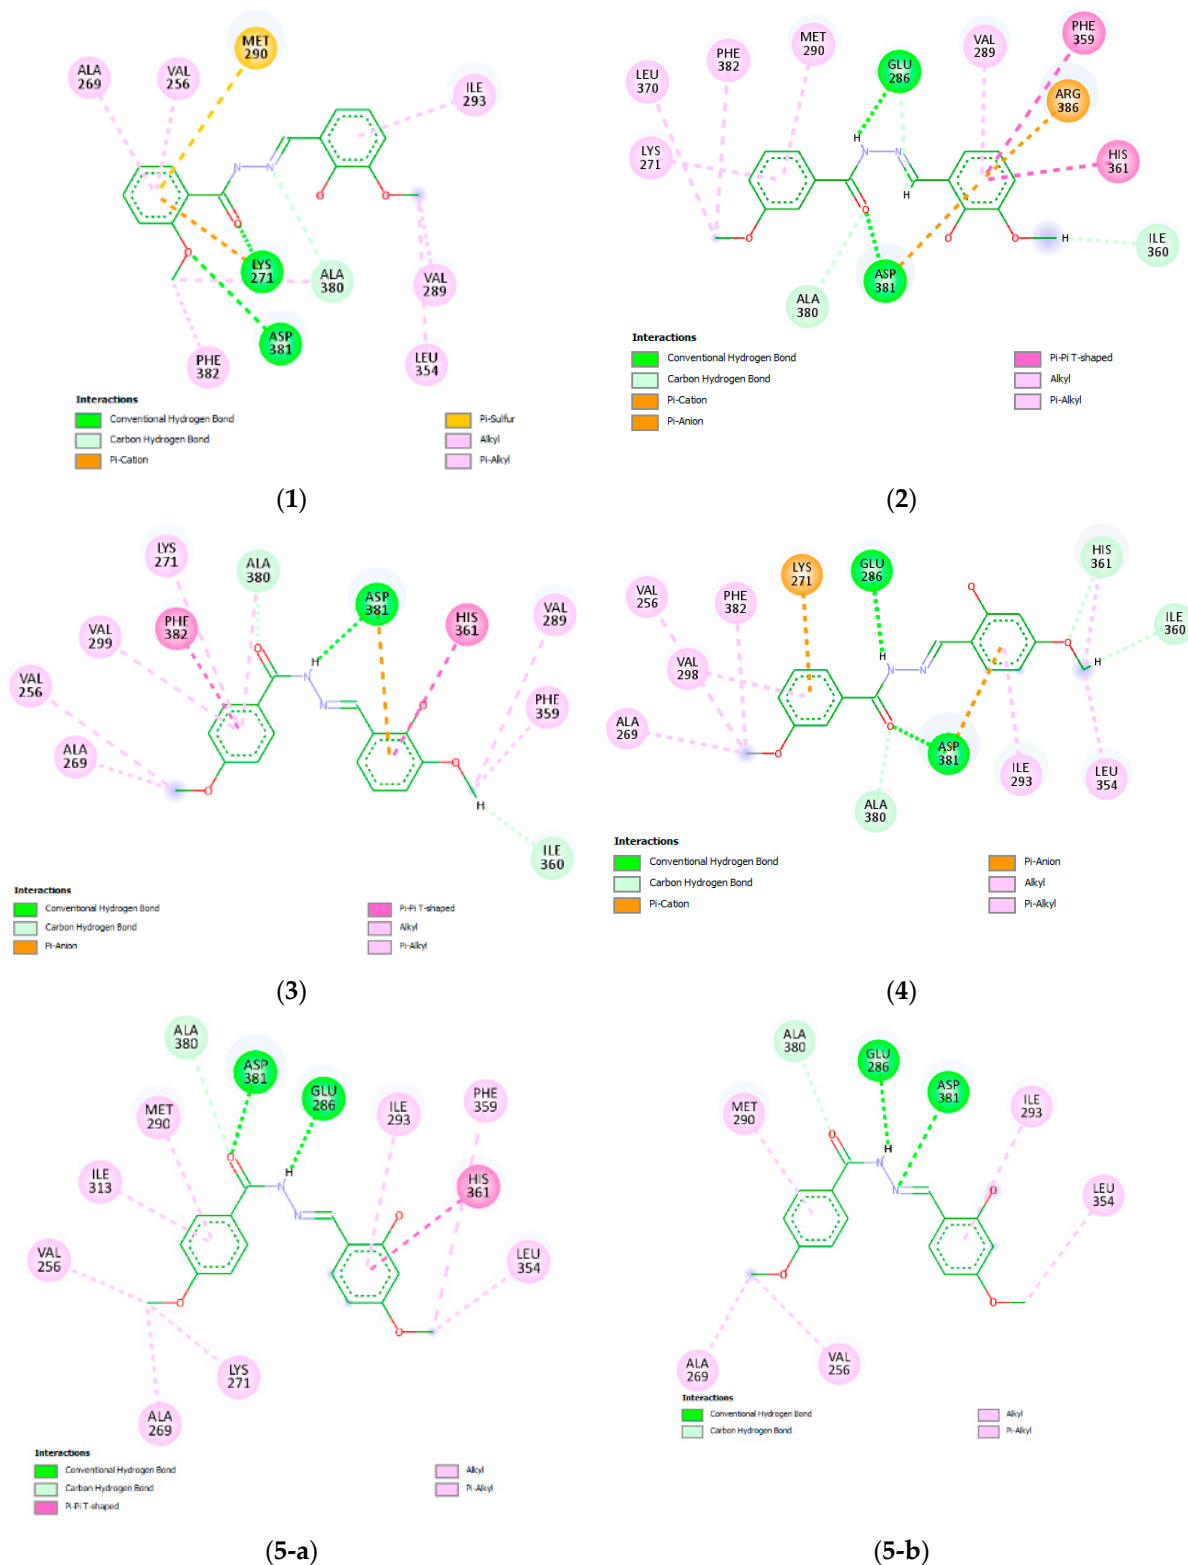 MET
290
ALA
269
VAL
256
ILE
293
N
N
O
O
O
O
LYS
271
ALA
380
VAL
289
ASP
381
PHE
382
LEU
354
Interactions
Conventional Hydrogen Bond
Carbon Hydrogen Bond
Pi-Cation
Pi-Sulfur
Alkyl
Pi-Alkyl
(1)
PHE
359
MET
290
VAL
289
PHE
382
GLU
286
LEU
370
ARG
386
LYS
271
HIS
361
H
N
N
H
O
O
O
O
H
ILE
360
ASP
381
ALA
380
Interactions
Conventional Hydrogen Bond
Carbon Hydrogen Bond
Pi-Cation
Pi-Anion
Pi-Pi T-shaped
Alkyl
Pi-Alkyl
(2)
LYS
271
ALA
380
ASP
381
HIS
361
VAL
289
PHE
382
VAL
299
VAL
256
ALA
269
PHE
359
ILE
360
O
H
N
N
O
O
O
H
Interactions
Conventional Hydrogen Bond
Carbon Hydrogen Bond
Pi-Anion
Pi-Pi T-shaped
Alkyl
Pi-Alkyl
(3)
LYS
271
GLU
286
HIS
361
VAL
256
PHE
382
ILE
360
VAL
298
ALA
269
ASP
381
ILE
293
LEU
354
ALA
380
O
H
N
N
O
H
O
O
Interactions
Conventional Hydrogen Bond
Carbon Hydrogen Bond
Pi-Cation
Pi-Anion
Alkyl
Pi-Alkyl
(4)
ALA
380
ASP
381
GLU
286
ILE
293
PHE
359
MET
290
ILE
313
HIS
361
VAL
256
LEU
354
LYS
271
ALA
269
O
H
N
N
O
O
O
Interactions
Conventional Hydrogen Bond
Carbon Hydrogen Bond
Pi-Pi T-shaped
Alkyl
Pi-Alkyl
(5-a)
ALA
380
GLU
286
ASP
381
ILE
293
MET
290
LEU
354
ALA
269
VAL
256
O
H
N
N
O
O
O
Interactions
Conventional Hydrogen Bond
Carbon Hydrogen Bond
Alkyl
Pi-Alkyl
(5-b)